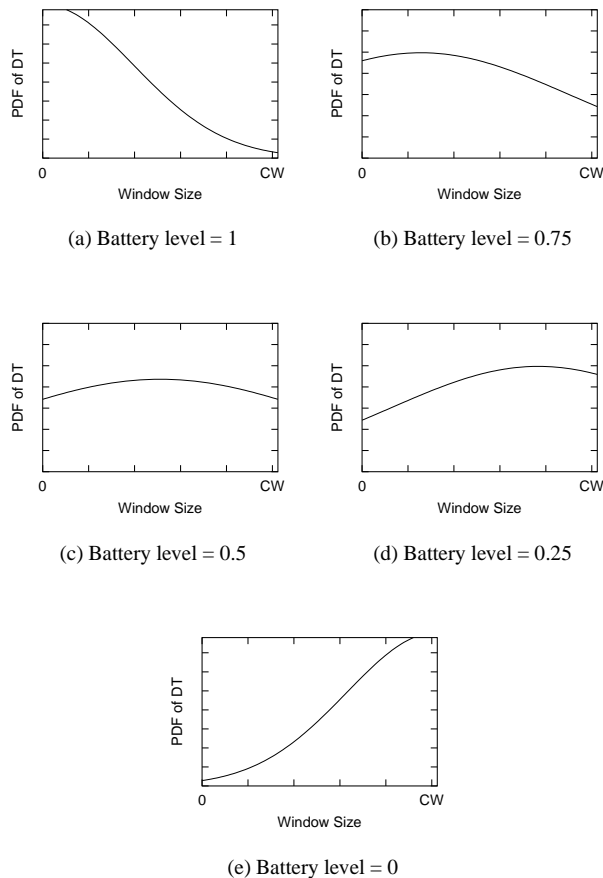 PDF of DT
0 CW
Window Size
(a) Battery level = 1
PDF of DT
0 CW
Window Size
(b) Battery level = 0.75
PDF of DT
0 CW
Window Size
(c) Battery level = 0.5
PDF of DT
0 CW
Window Size
(d) Battery level = 0.25
PDF of DT
0 CW
Window Size
(e) Battery level = 0